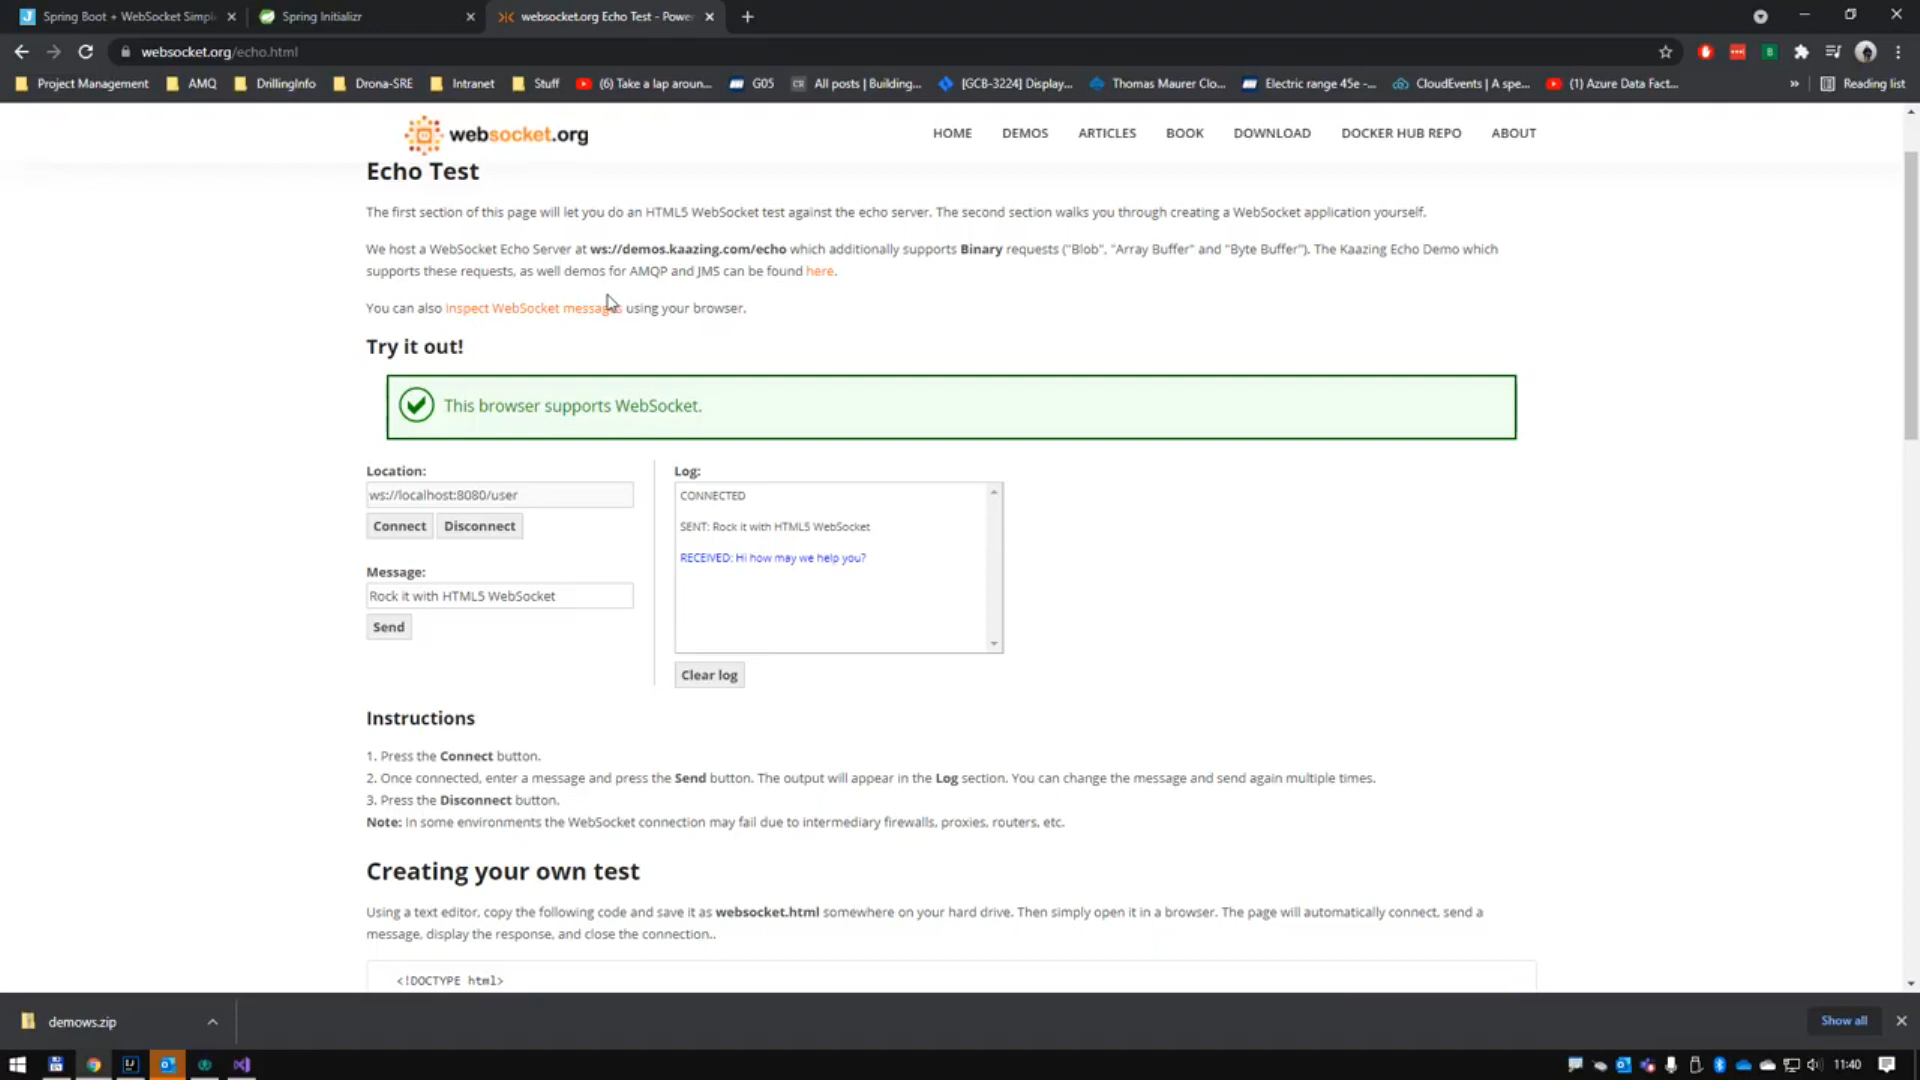 Spring Boot + WebSocket Simpl
Spring Initializr
websocket.org Echo Test - Power
websocket.org/echo.html
Project Management
AMQ
DrillingInfo
Drona-SRE
Intranet
Stuff
(6) Take a lap aroun...
G05
All posts | Building...
[GCB-3224] Display...
Thomas Maurer Clo...
Electric range 45e -...
CloudEvents | A spe...
(1) Azure Data Fact...
»
Reading list
websocket.org
HOME
DEMOS
ARTICLES
BOOK
DOWNLOAD
DOCKER HUB REPO
ABOUT
Echo Test
The first section of this page will let you do an HTML5 WebSocket test against the echo server. The second section walks you through creating a WebSocket application yourself.
We host a WebSocket Echo Server at ws://demos.kaazing.com/echo which additionally supports Binary requests ("Blob", "Array Buffer" and "Byte Buffer"). The Kaazing Echo Demo which
supports these requests, as well demos for AMQP and JMS can be found here.
You can also Inspect WebSocket messages using your browser.
Try it out!
This browser supports WebSocket.
Location:
ws://localhost:8080/user
Connect
Disconnect
Message:
Rock it with HTML5 WebSocket
Send
Log:
CONNECTED
SENT: Rock it with HTML5 WebSocket
RECEIVED: Hi how may we help you?
Clear log
Instructions
1. Press the Connect button.
2. Once connected, enter a message and press the Send button. The output will appear in the Log section. You can change the message and send again multiple times.
3. Press the Disconnect button.
Note: In some environments the WebSocket connection may fail due to intermediary firewalls, proxies, routers, etc.
Creating your own test
Using a text editor, copy the following code and save it as websocket.html somewhere on your hard drive. Then simply open it in a browser. The page will automatically connect, send a
message, display the response, and close the connection..
<!DOCTYPE html>
demows.zip
Show all
11:40